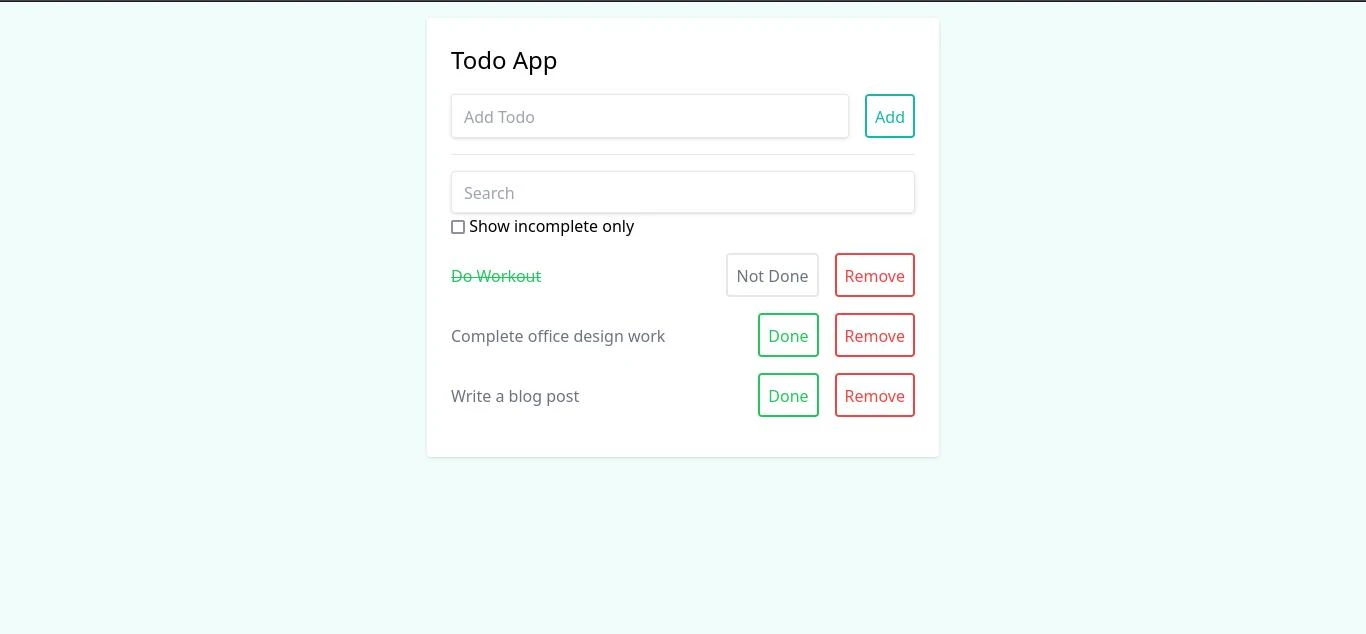 Todo App
Add Todo Add
Search
Show incomplete only
Do Workout Not Done Remove
Complete office design work Done Remove
Write a blog post Done Remove